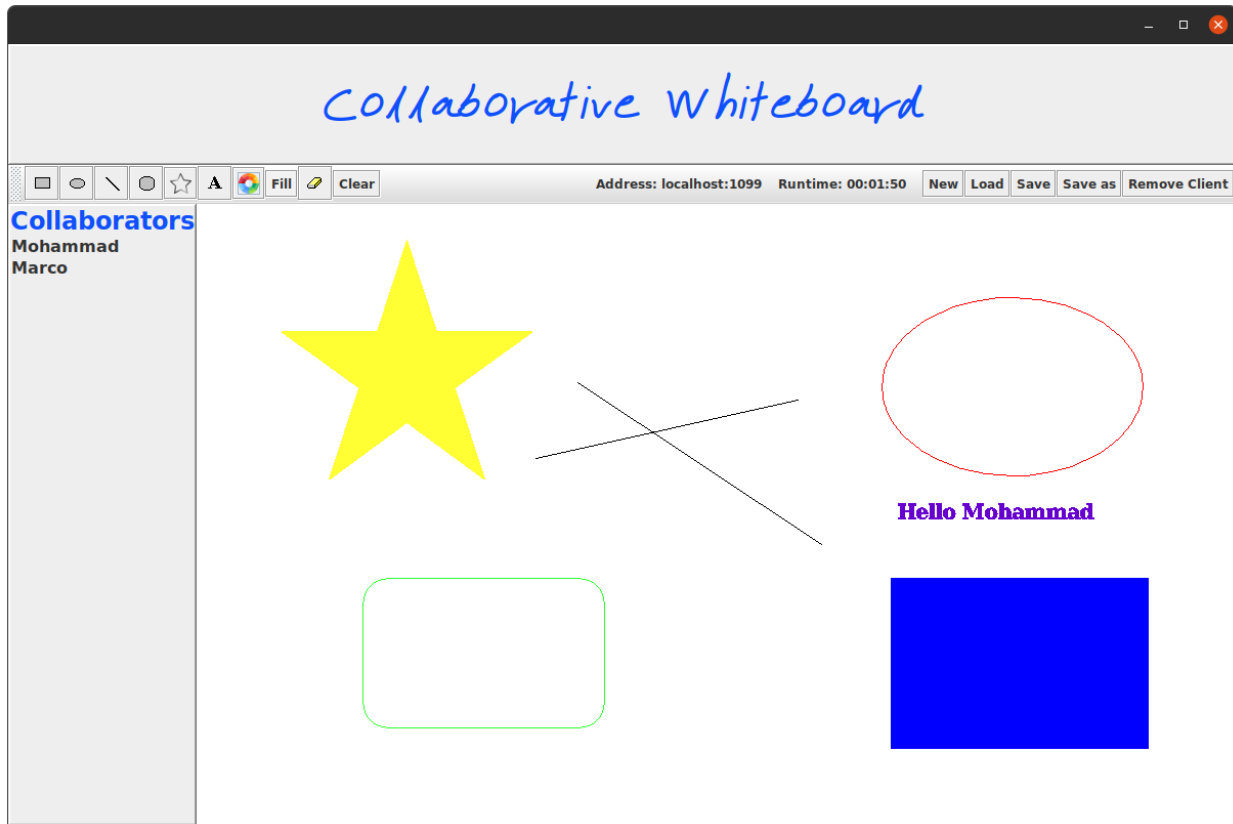 Collaborative Whiteboard
A Fill Clear Address: localhost:1099 Runtime: 00:01:50 New Load Save Save as Remove Client
Collaborators
Mohammad
Marco
Hello Mohammad